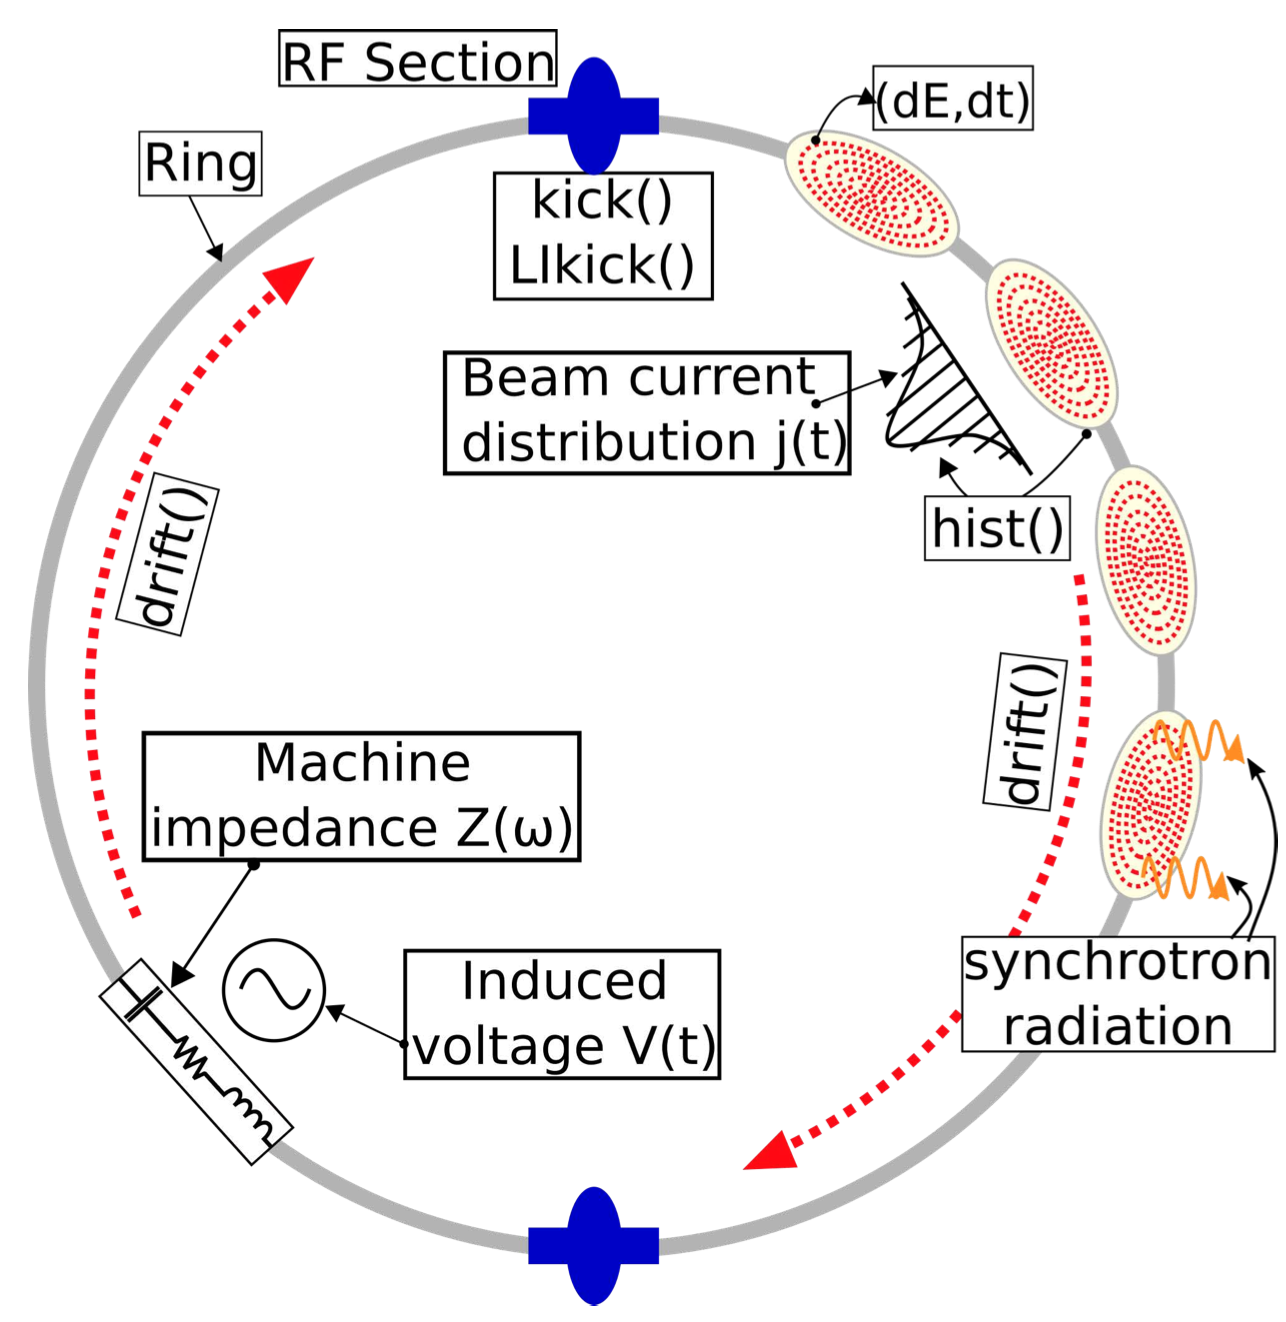 RF Section
(dE,dt)
Ring
kick()
LIkick()
Beam current
distribution j(t)
hist()
drift()
drift()
Machine
impedance Z(ω)
synchrotron
radiation
Induced
voltage V(t)